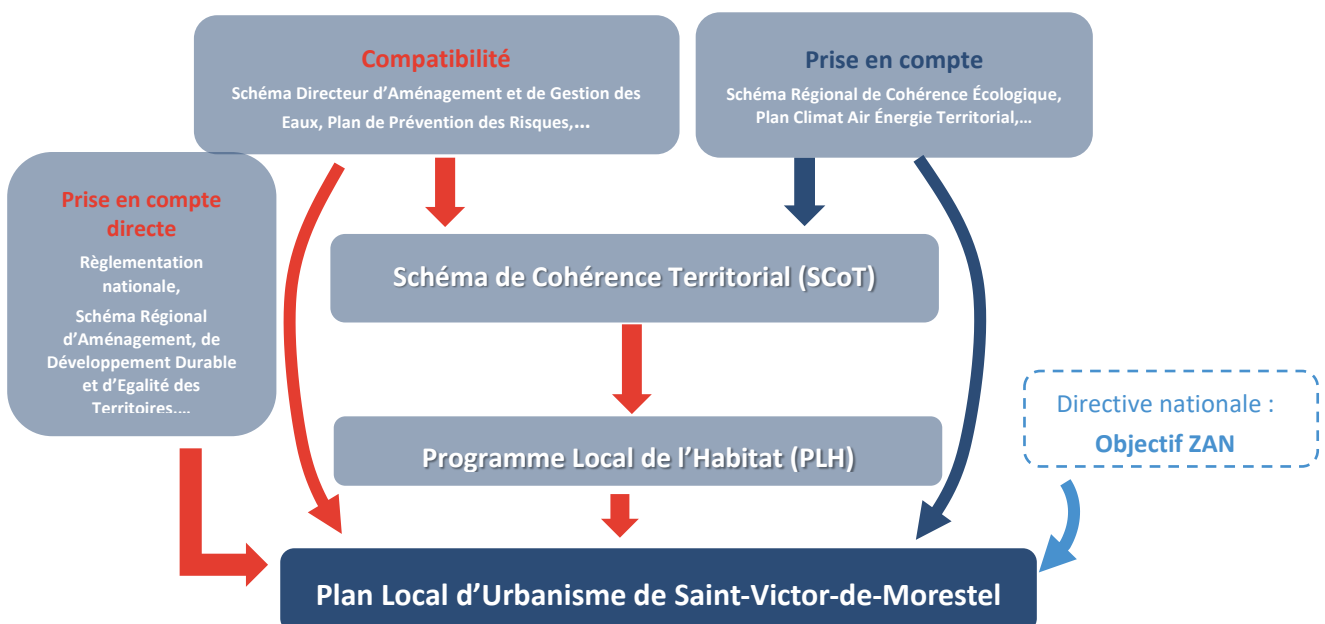 Compatibilité
Schéma Directeur d'Aménagement et de Gestion des
Eaux, Plan de Prévention des Risques,...
Prise en compte
Schéma Régional de Cohérence Écologique,
Plan Climat Air Énergie Territorial,…
Prise en compte
directe
Règlementation
nationale,
Schéma Régional
d'Aménagement, de
Développement Durable
et d'Egalité des
Territoires,…
Schéma de Cohérence Territorial (SCoT)
Programme Local de l'Habitat (PLH)
Directive nationale :
Objectif ZAN
Plan Local d'Urbanisme de Saint-Victor-de-Morestel